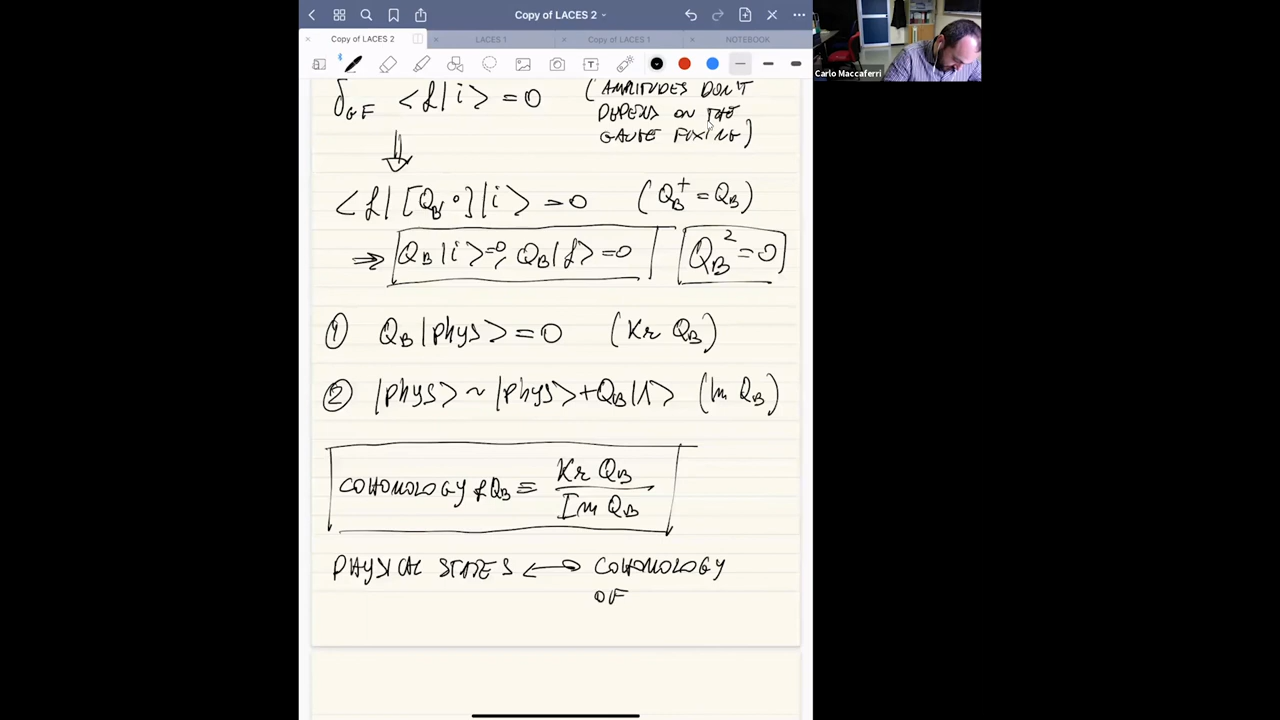 Copy of LACES 2
Copy of LACES 2 LACES 1 Copy of LACES 1 NOTEBOOK
Carlo Maccaferri
δ_GF <f|i> = 0 (AMPLITUDES DON'T
DEPEND ON THE
GAUGE FIXING)
⇓
<f|[Q_B, ∘}|i> = 0 (Q_B^† = Q_B)
⇒ Q_B|i>=0, Q_B|f>=0 Q_B^2 = 0
① Q_B|phys> = 0 (Kr Q_B)
② |phys> ~ |phys> + Q_B|Λ> (Im Q_B)
COHOMOLOGY of Q_B ≡ Kr Q_B / Im Q_B
PHYSICAL STATES ⟷ COHOMOLOGY
OF